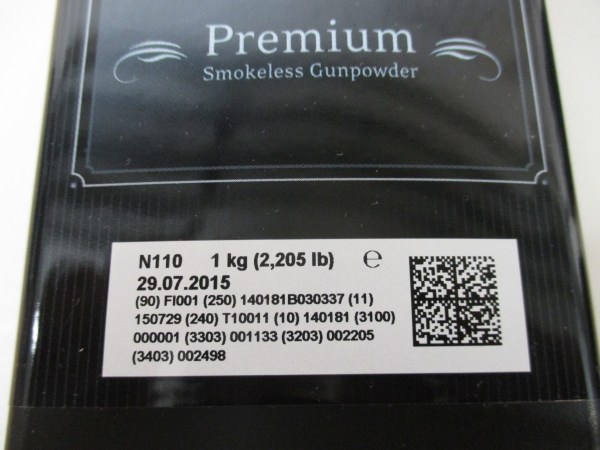 Premium
Smokeless Gunpowder
N110 1 kg (2,205 lb) ℮
29.07.2015
(90) FI001 (250) 140181B030337 (11)
150729 (240) T10011 (10) 140181 (3100)
000001 (3303) 001133 (3203) 002205
(3403) 002498